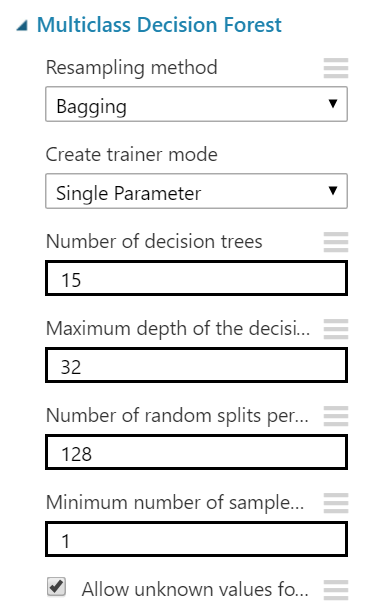 Multiclass Decision Forest
Resampling method
Bagging
Create trainer mode
Single Parameter
Number of decision trees
15
Maximum depth of the decisi...
32
Number of random splits per...
128
Minimum number of sample...
1
Allow unknown values fo...